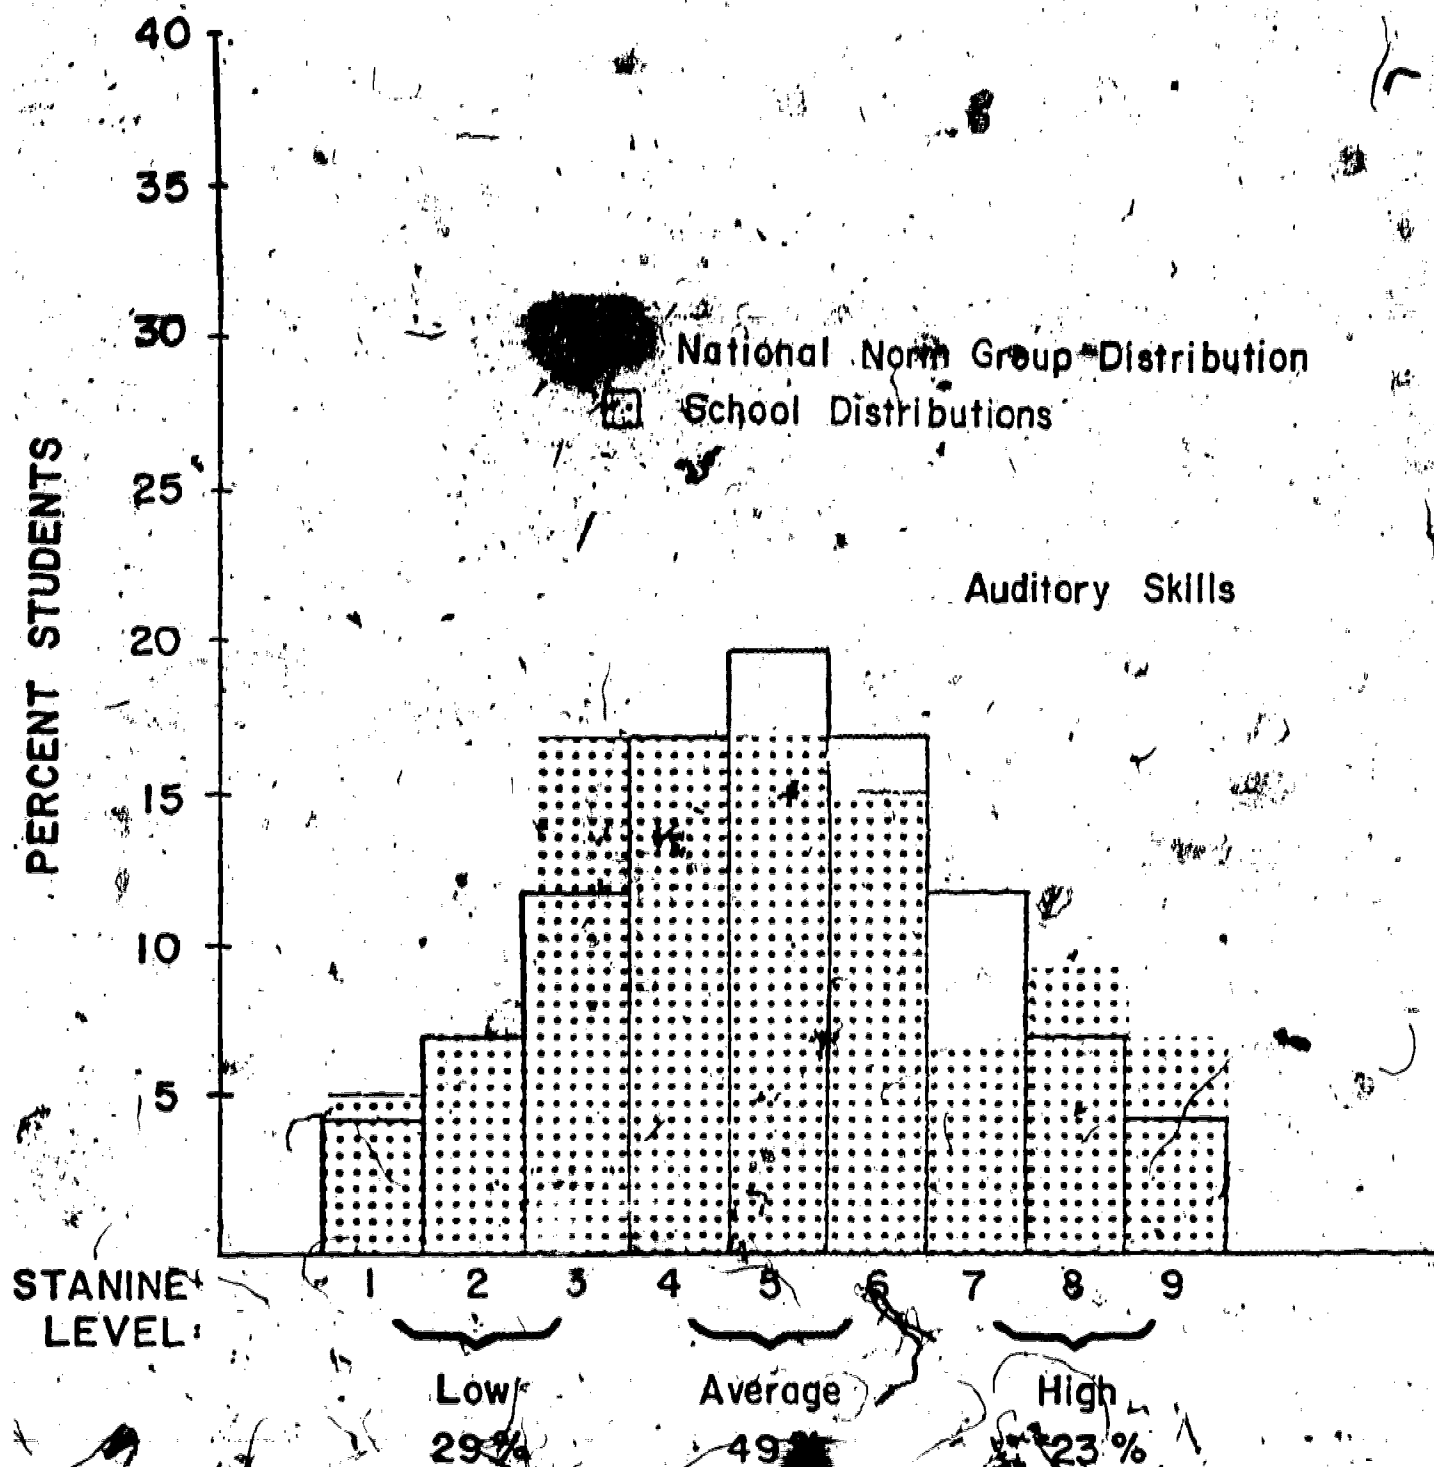 40
35
30
National Norm Group Distribution
School Distributions
25
Auditory Skills
20
15
10
5
PERCENT STUDENTS
STANINE 1 2 3 4 5 6 7 8 9
LEVEL:
Low Average High
29% 49% 23%